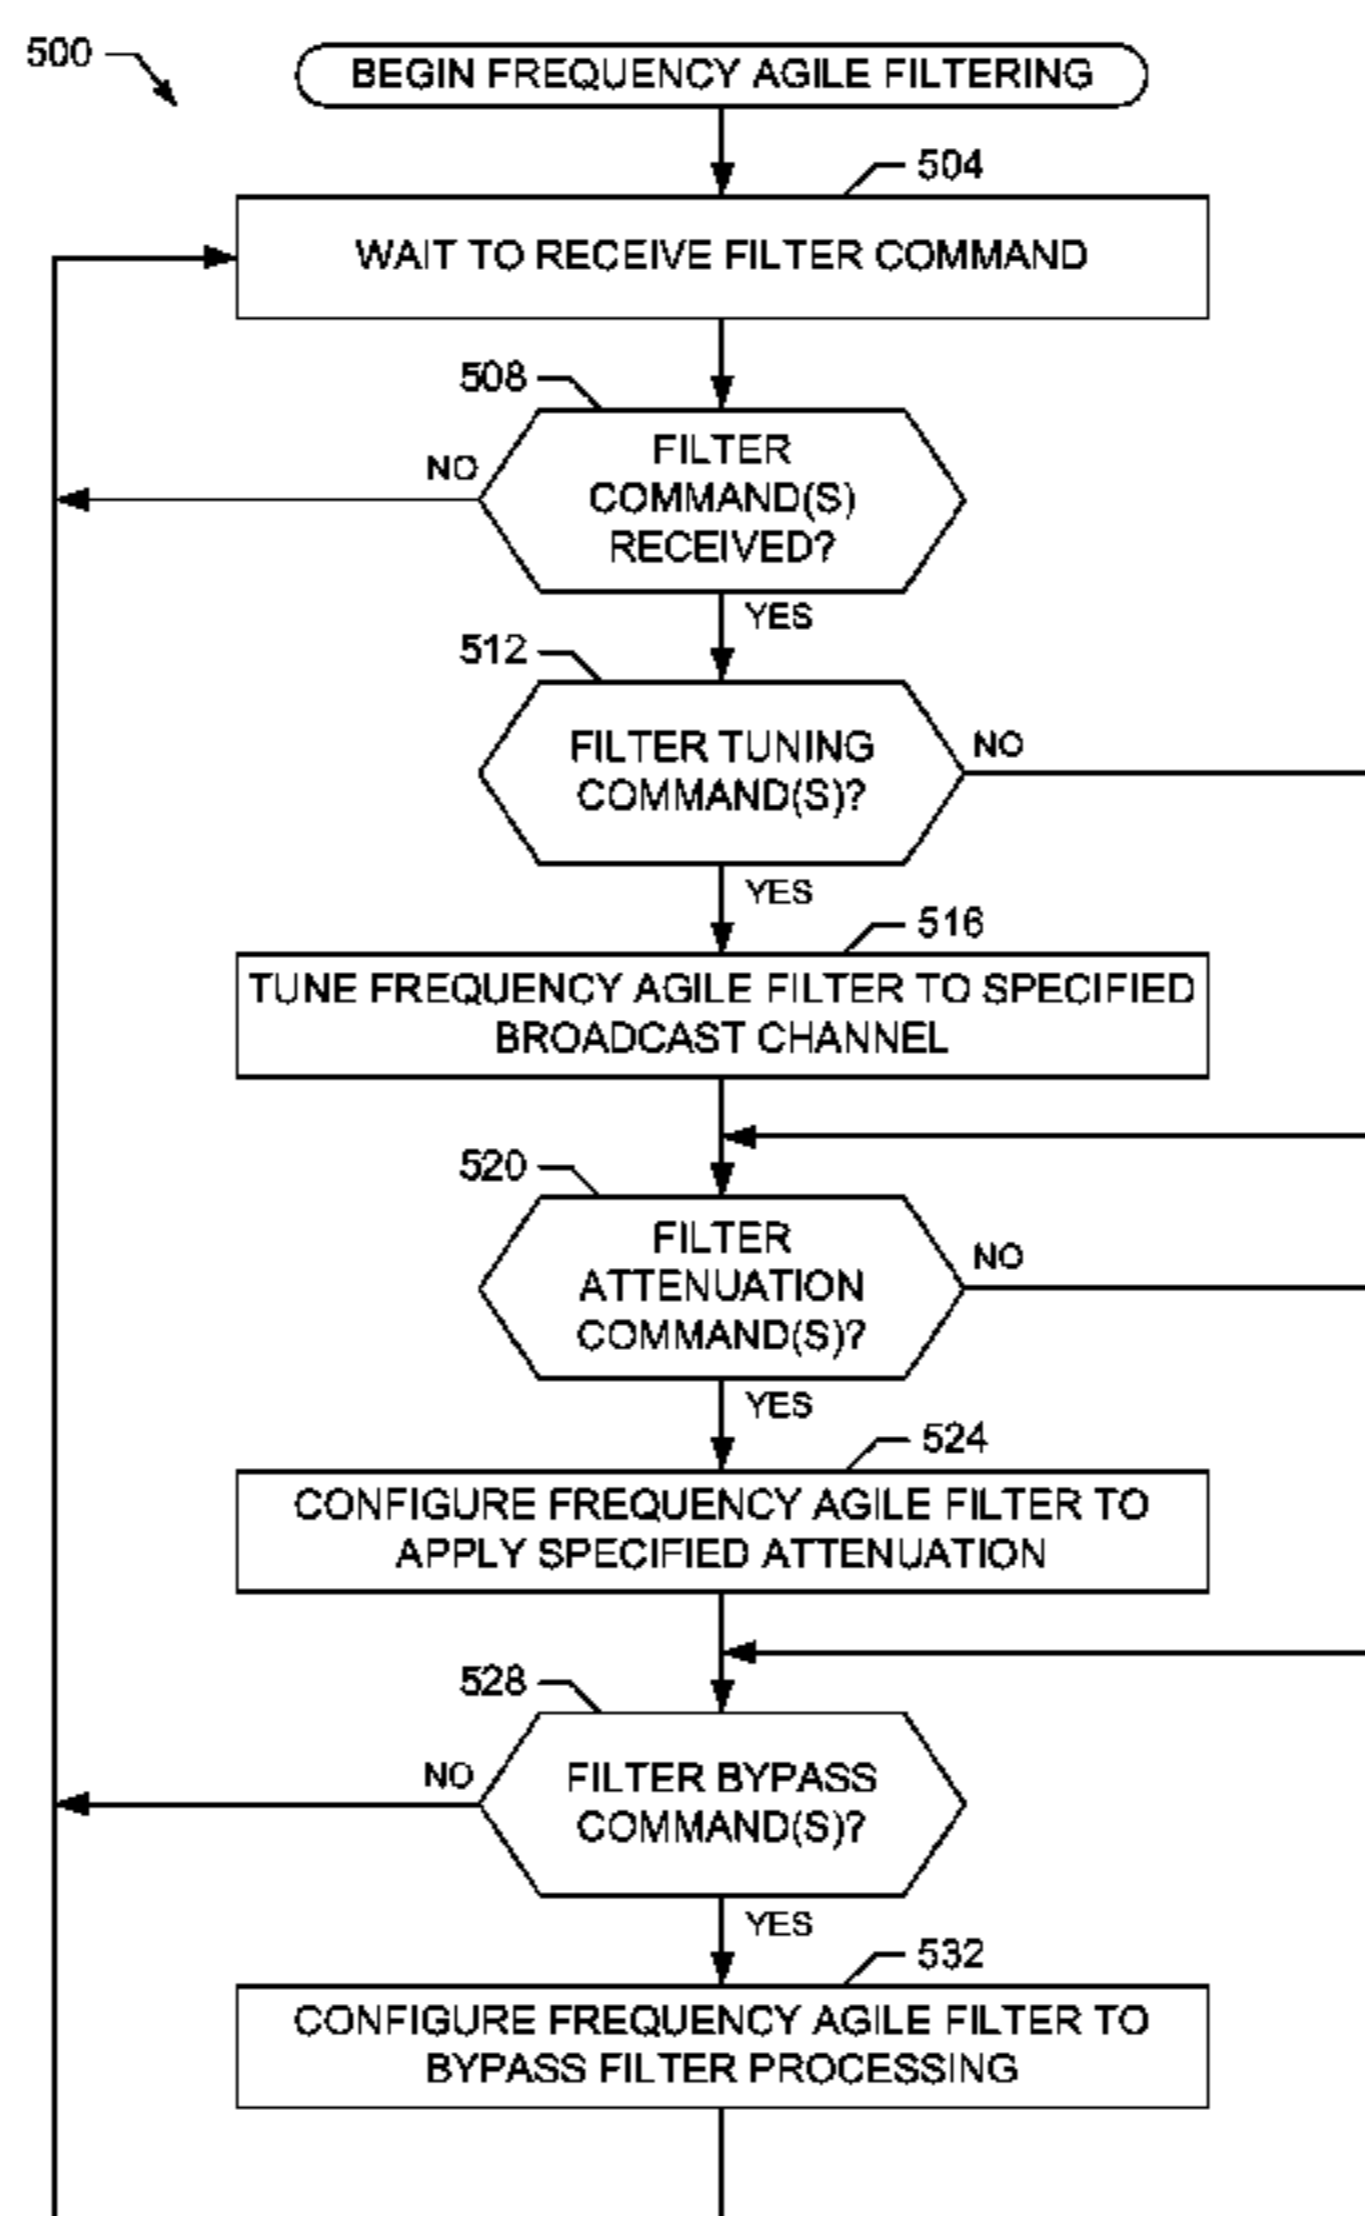 500
BEGIN FREQUENCY AGILE FILTERING
504
WAIT TO RECEIVE FILTER COMMAND
508
NO
FILTER
COMMAND(S)
RECEIVED?
YES
512
FILTER TUNING
COMMAND(S)?
NO
YES
516
TUNE FREQUENCY AGILE FILTER TO SPECIFIED
BROADCAST CHANNEL
520
FILTER
ATTENUATION
COMMAND(S)?
NO
YES
524
CONFIGURE FREQUENCY AGILE FILTER TO
APPLY SPECIFIED ATTENUATION
528
NO
FILTER BYPASS
COMMAND(S)?
YES
532
CONFIGURE FREQUENCY AGILE FILTER TO
BYPASS FILTER PROCESSING